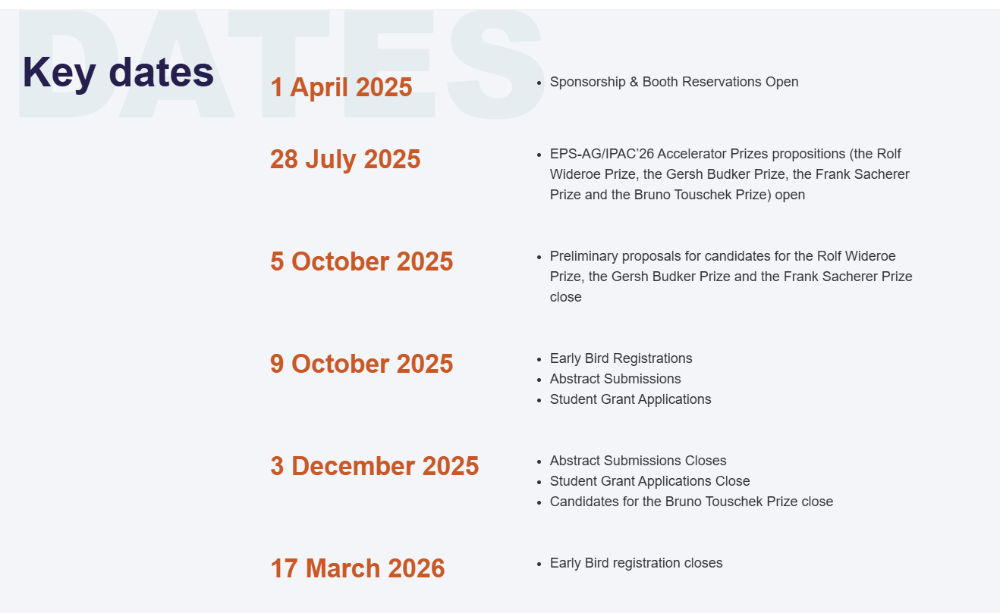 DATES
Key dates
1 April 2025
• Sponsorship & Booth Reservations Open
28 July 2025
• EPS-AG/IPAC’26 Accelerator Prizes propositions (the Rolf
Wideroe Prize, the Gersh Budker Prize, the Frank Sacherer
Prize and the Bruno Touschek Prize) open
5 October 2025
• Preliminary proposals for candidates for the Rolf Wideroe
Prize, the Gersh Budker Prize and the Frank Sacherer Prize
close
9 October 2025
• Early Bird Registrations
• Abstract Submissions
• Student Grant Applications
3 December 2025
• Abstract Submissions Closes
• Student Grant Applications Close
• Candidates for the Bruno Touschek Prize close
17 March 2026
• Early Bird registration closes